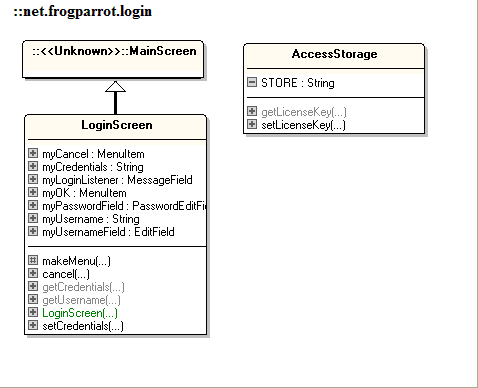 ::net.frogparrot.login
::<<Unknown>>::MainScreen
LoginScreen
myCancel : MenuItem
myCredentials : String
myLoginListener : MessageField
myOK : MenuItem
myPasswordField : PasswordEditFi
myUsername : String
myUsernameField : EditField
makeMenu(...)
cancel(...)
getCredentials(...)
getUsername(...)
LoginScreen(...)
setCredentials(...)
AccessStorage
STORE : String
getLicenseKey(...)
setLicenseKey(...)